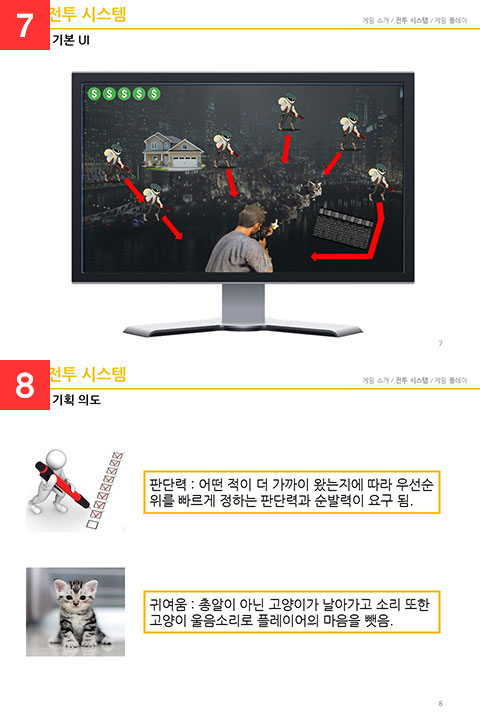 7
전투 시스템
게임 소개 / 전투 시스템 / 게임 플레이
기본 UI
$ $ $ $ $
7
8
전투 시스템
게임 소개 / 전투 시스템 / 게임 플레이
기획 의도
판단력 : 어떤 적이 더 가까이 왔는지에 따라 우선순
위를 빠르게 정하는 판단력과 순발력이 요구 됨.
귀여움 : 총알이 아닌 고양이가 날아가고 소리 또한
고양이 울음소리로 플레이어의 마음을 뺏음.
8